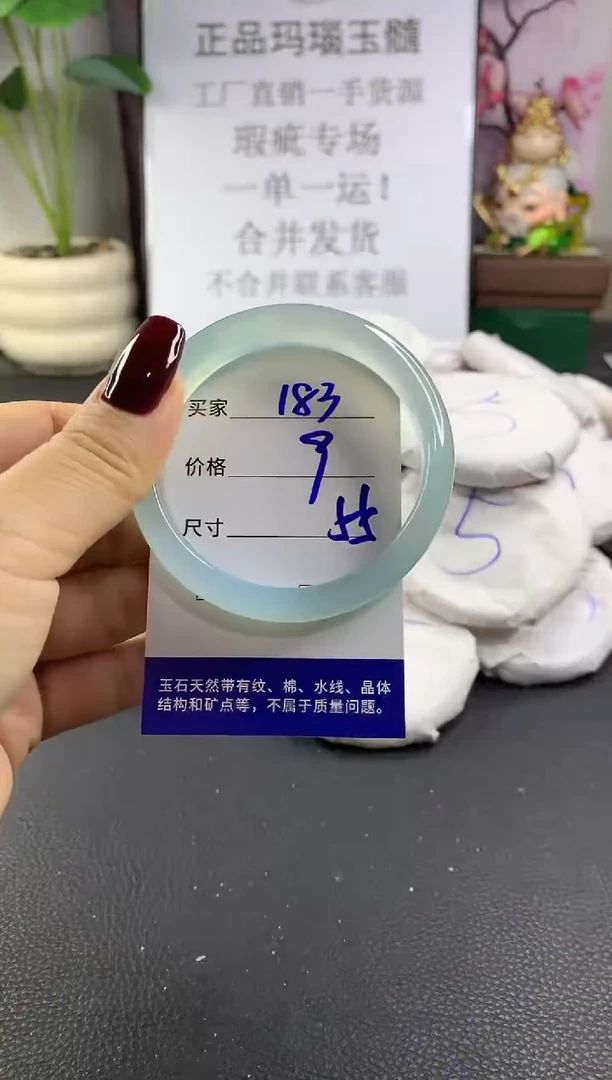 正品玛瑙玉髓
工厂直销一手货源
瑕疵专场
一单一运!
合并发货
不合并联系客服
买家 183
价格 9
尺寸 55
5
玉石天然带有纹、棉、水线、晶体
结构和矿点等，不属于质量问题。